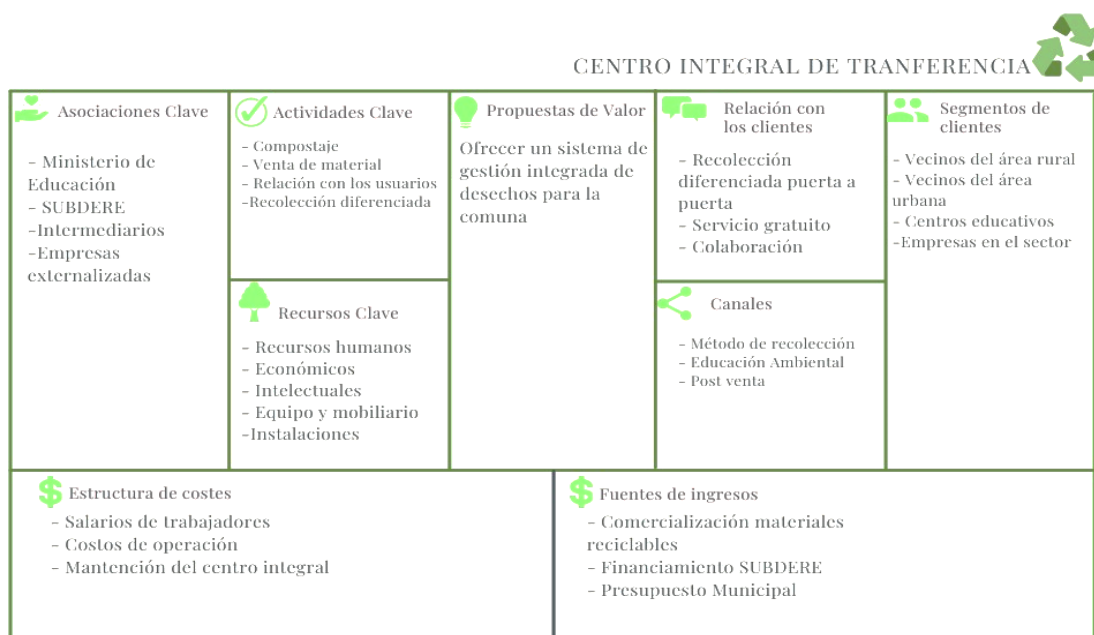 CENTRO INTEGRAL DE TRANFERENCIA
Asociaciones Clave
- Ministerio de
Educación
- SUBDERE
-Intermediarios
-Empresas
externalizadas
Actividades Clave
- Compostaje
- Venta de material
- Relación con los usuarios
-Recolección diferenciada
Recursos Clave
- Recursos humanos
- Económicos
- Intelectuales
- Equipo y mobiliario
-Instalaciones
Propuestas de Valor
Ofrecer un sistema de
gestión integrada de
desechos para la
comuna
Relación con
los clientes
- Recolección
diferenciada puerta a
puerta
- Servicio gratuito
- Colaboración
Canales
- Método de recolección
- Educación Ambiental
- Post venta
Segmentos de
clientes
- Vecinos del área rural
- Vecinos del área
urbana
- Centros educativos
-Empresas en el sector
Estructura de costes
- Salarios de trabajadores
- Costos de operación
- Mantención del centro integral
Fuentes de ingresos
- Comercialización materiales
reciclables
- Financiamiento SUBDERE
- Presupuesto Municipal